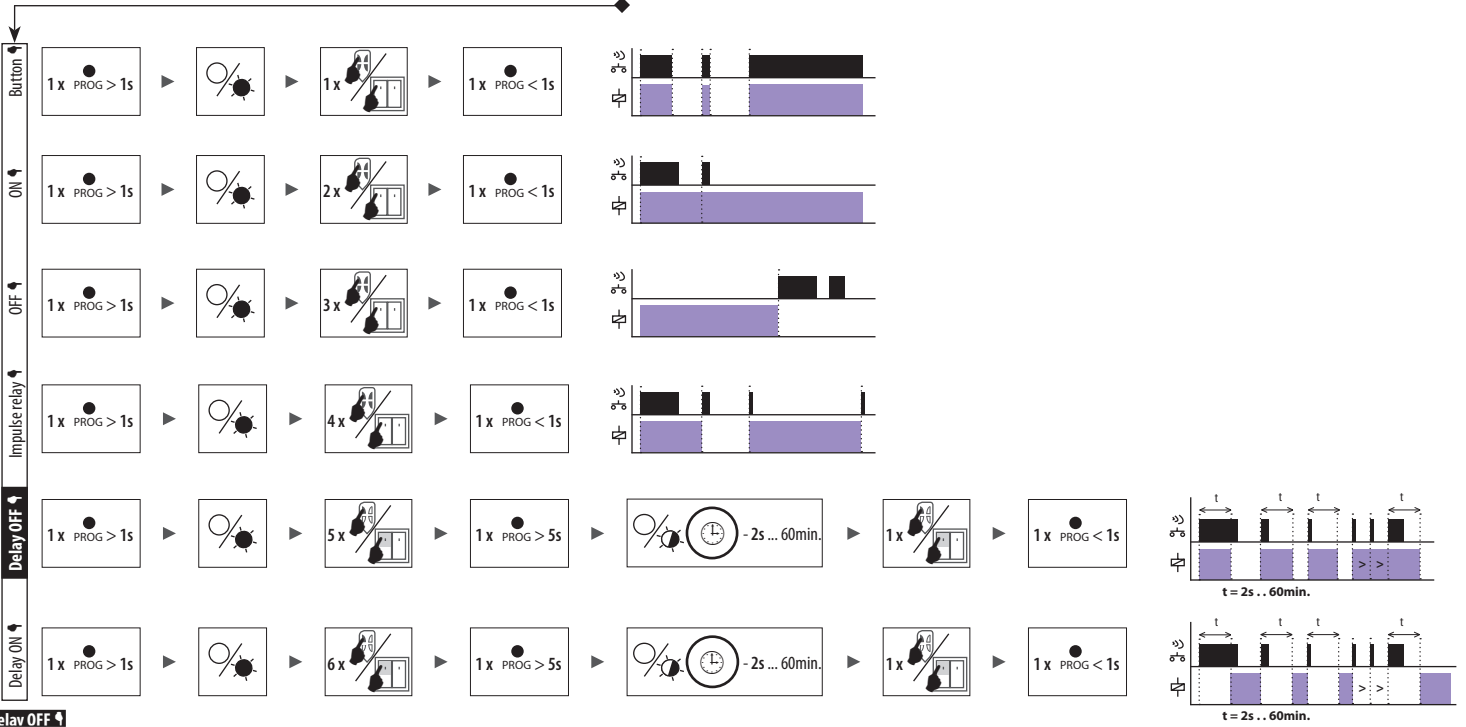 Button
1 x PROG > 1s
1 x
1 x PROG < 1s
ON
1 x PROG > 1s
2 x
1 x PROG < 1s
OFF
1 x PROG > 1s
3 x
1 x PROG < 1s
Impulse relay
1 x PROG > 1s
4 x
1 x PROG < 1s
Delay OFF
1 x PROG > 1s
5 x
1 x PROG > 5s
- 2s ... 60min.
1 x
1 x PROG < 1s
t t t t
> >
t = 2s . . 60min.
Delay ON
1 x PROG > 1s
6 x
1 x PROG > 5s
- 2s ... 60min.
1 x
1 x PROG < 1s
t t t t
> >
t = 2s . . 60min.
elay OFF